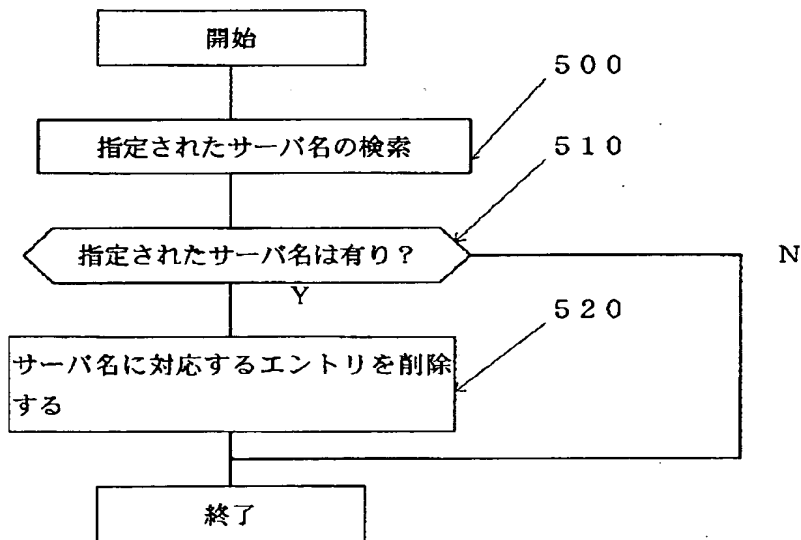 開始
５００
指定されたサーバ名の検索
５１０
指定されたサーバ名は有り？
N
Y
５２０
サーバ名に対応するエントリを削除
する
終了